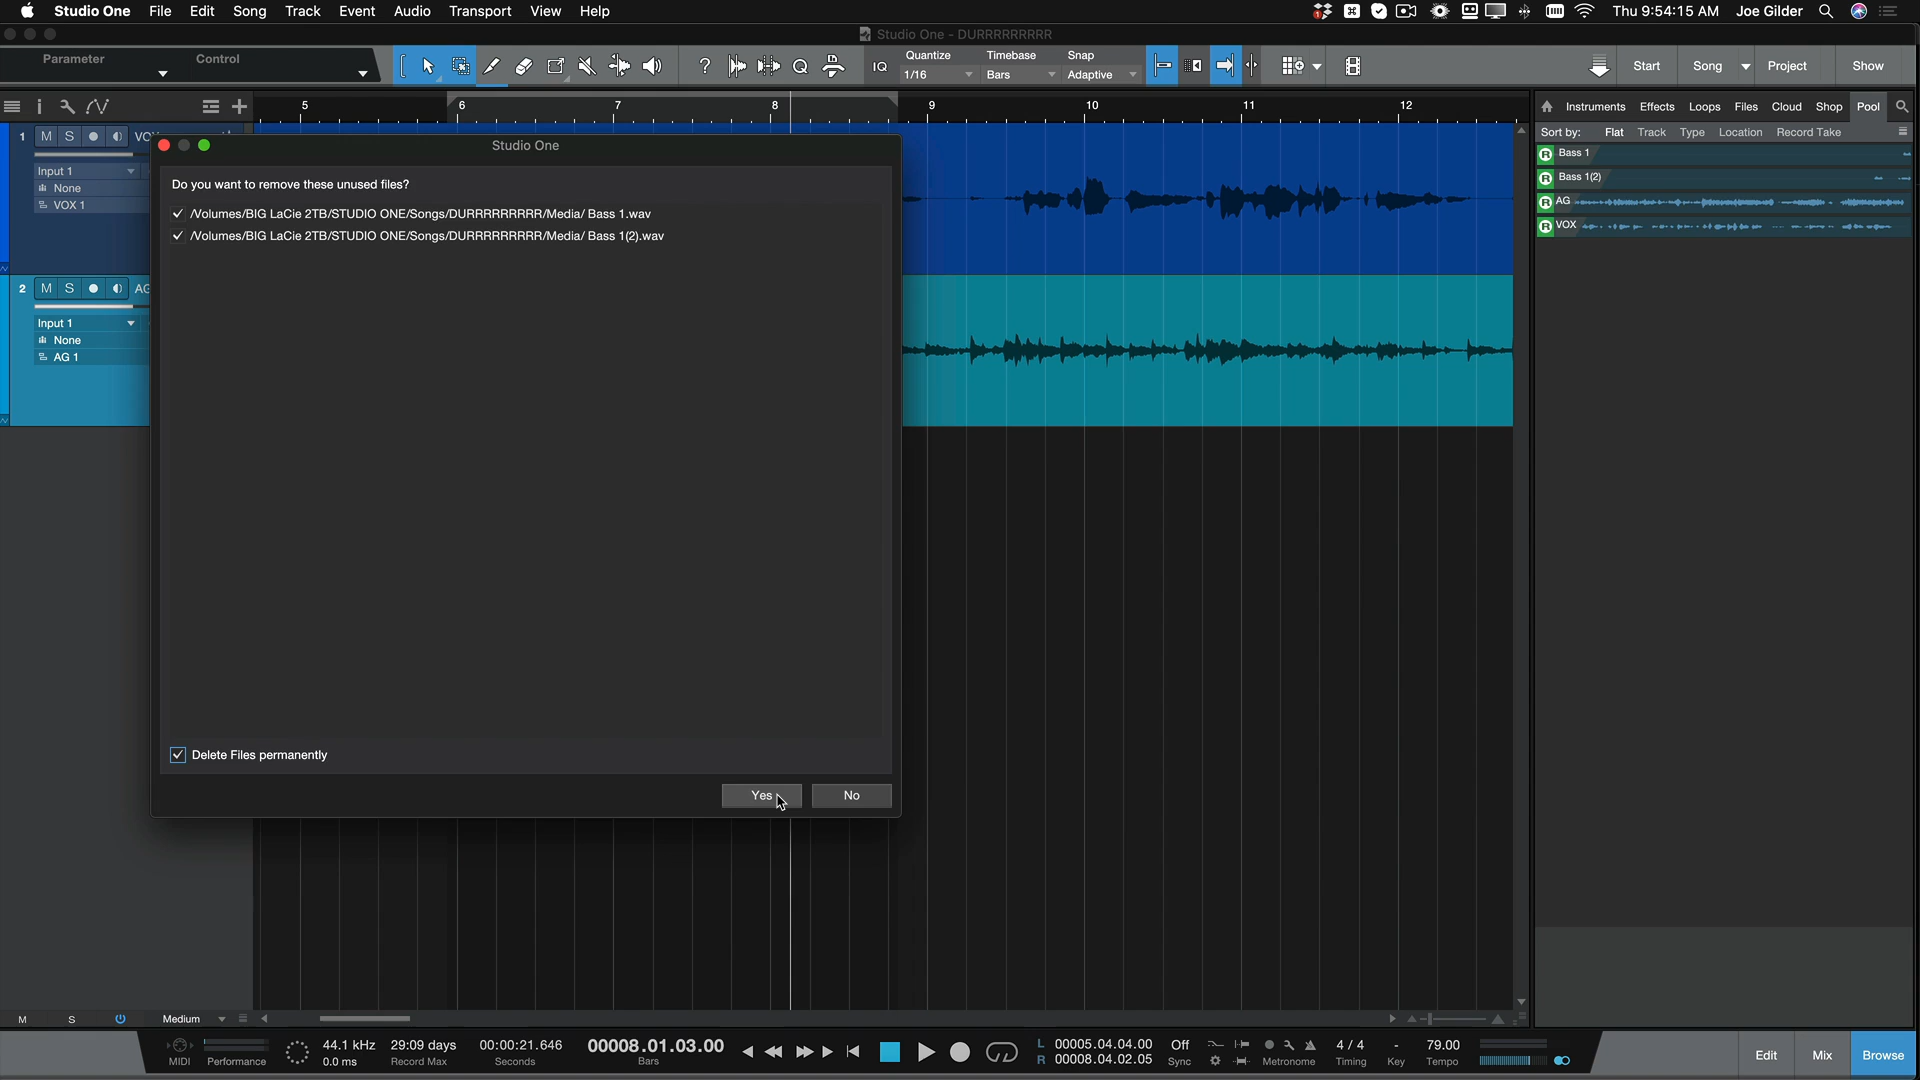 Studio One File Edit Song Track Event Audio Transport View Help Thu 9:54:15 AM Joe Gilder
Studio One - DURRRRRRRRR
Parameter Control
? Q IQ
Quantize Timebase Snap
1/16 Bars Adaptive
Start Song Project Show
5 6 7 8 9 10 11 12
Instruments Effects Loops Files Cloud Shop Pool
Sort by: Flat Track Type Location Record Take
R Bass 1
R Bass 1(2)
R AG
R VOX
1 M S
Input 1
None
VOX 1
2 M S
Input 1
None
AG 1
Studio One
Do you want to remove these unused files?
/Volumes/BIG LaCie 2TB/STUDIO ONE/Songs/DURRRRRRRRR/Media/ Bass 1.wav
/Volumes/BIG LaCie 2TB/STUDIO ONE/Songs/DURRRRRRRRR/Media/ Bass 1(2).wav
Delete Files permanently
Yes No
M S Medium
MIDI Performance
44.1 kHz
0.0 ms
29:09 days
Record Max
00:00:21.646
Seconds
00008.01.03.00
Bars
L 00005.04.04.00
R 00008.04.02.05
Off
Sync
Metronome
4 / 4
Timing
-
Key
79.00
Tempo
Edit Mix Browse